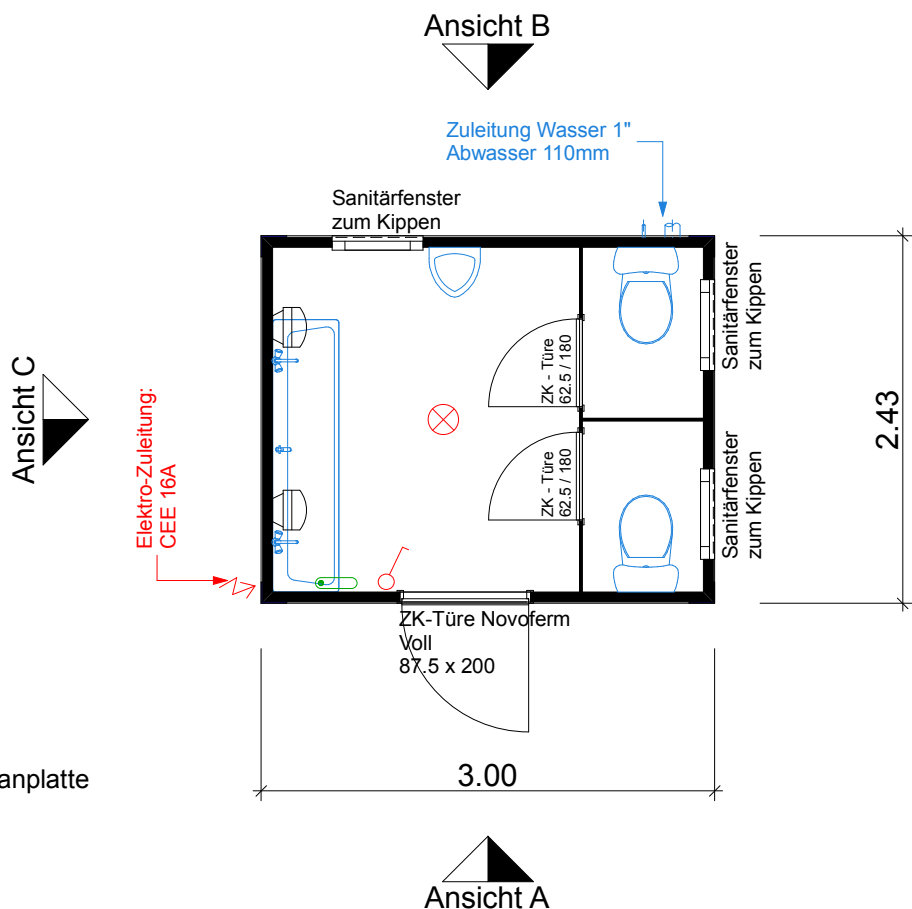 Ansicht B
Zuleitung Wasser 1"
Abwasser 110mm
Sanitärfenster
zum Kippen
Sanitärfenster
zum Kippen
ZK - Türe
62.5 / 180
Ansicht C
Elektro-Zuleitung:
CEE 16A
2.43
ZK - Türe
62.5 / 180
Sanitärfenster
zum Kippen
ZK-Türe Novoferm
Voll
87.5 x 200
3.00
anplatte
Ansicht A